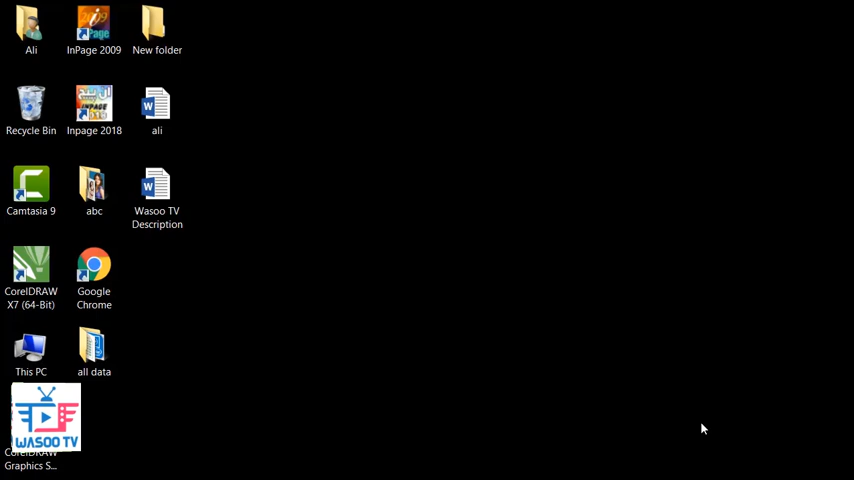 Ali
InPage 2009
New folder
Recycle Bin
Inpage 2018
ali
Camtasia 9
abc
Wasoo TV
Description
CorelDRAW
X7 (64-Bit)
Google
Chrome
This PC
all data
WASOO TV
CorelDRAW
Graphics S...